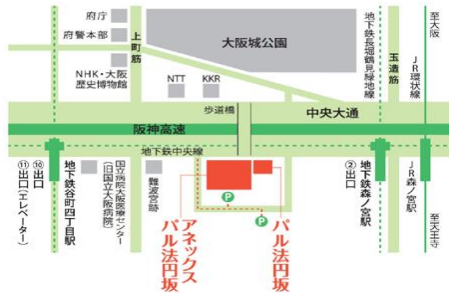 府庁
府警本部
上町筋
NHK・大阪
歴史博物館
大阪城公園
NTT
KKR
地下鉄長堀鶴見緑地線
玉造筋
至大阪
JR環状線
歩道橋
中央大通
阪神高速
地下鉄中央線
⑪出口(エレベーター)
⑩出口
地下鉄谷町四丁目駅
国立病院大阪医療センター
(旧国立大阪病院)
難波宮跡
P
P
アネックス
パル法円坂
パル法円坂
②出口
地下鉄森ノ宮駅
JR森ノ宮駅
至天王寺